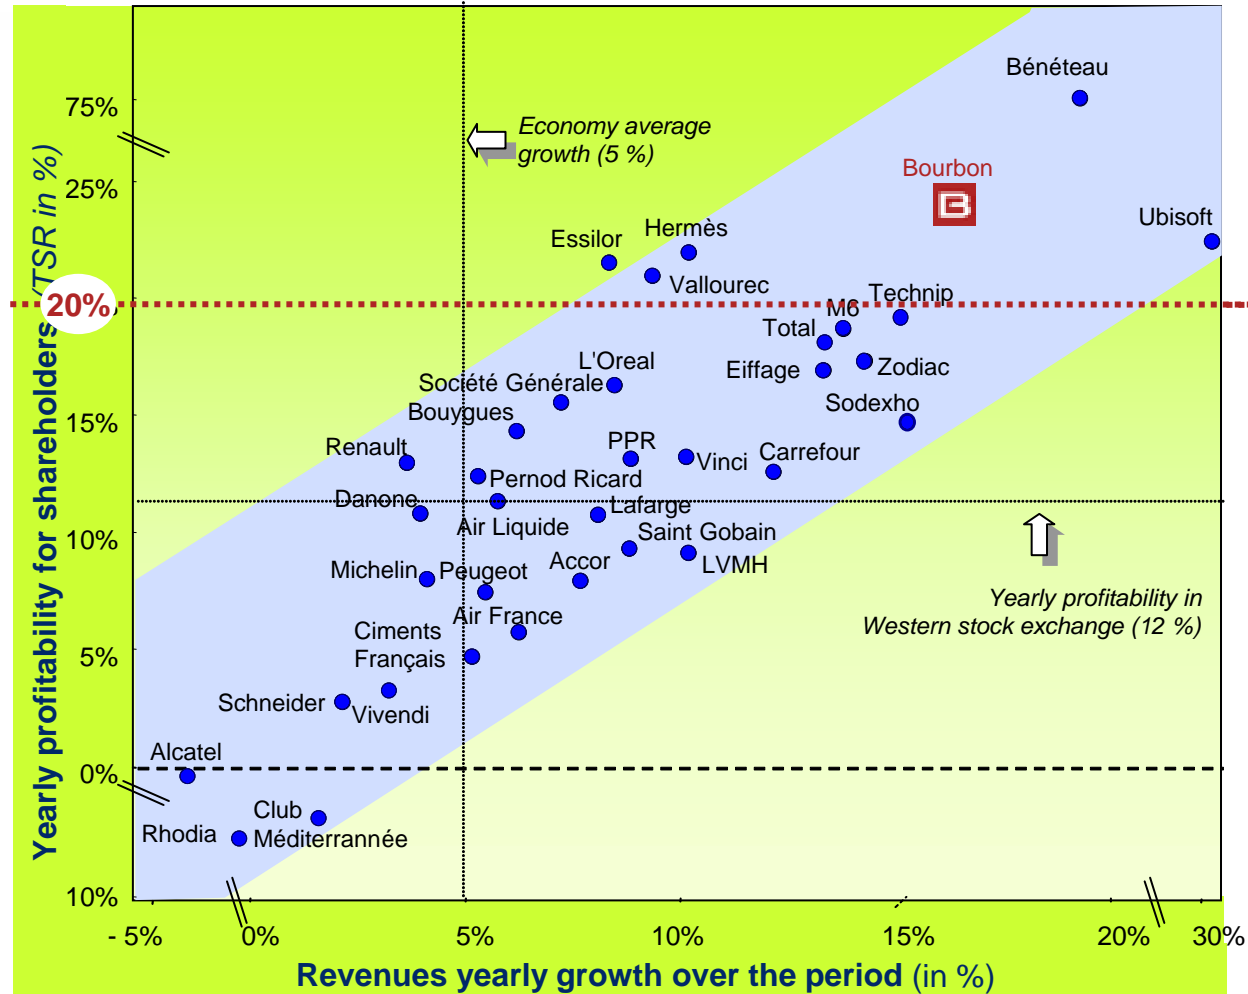 Bénéteau
75%
Economy average
growth (5 %)
Bourbon
25%
Ubisoft
Hermès
Essilor
Vallourec
Technip
20%
M6
Total
L'Oreal
Eiffage
Zodiac
Société Générale
Sodexho
Bouygues
15%
PPR
Renault
Vinci
Carrefour
Pernod Ricard
Danone
Lafarge
Air Liquide
Saint Gobain
10%
Accor
LVMH
Michelin
Peugeot
Yearly profitability in
Western stock exchange (12 %)
Air France
Ciments
Français
5%
Schneider
Vivendi
Alcatel
0%
Club
Méditerrannée
Rhodia
10%
Yearly profitability for shareholders (TSR in %)
- 5%
0%
5%
10%
15%
20%
30%
Revenues yearly growth over the period (in %)